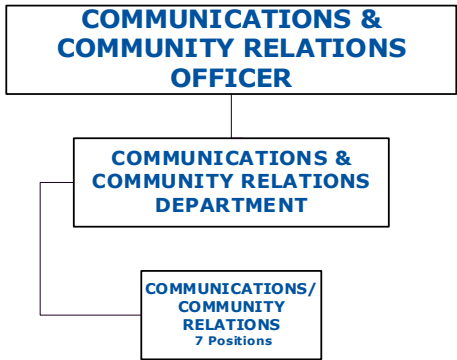 COMMUNICATIONS &
COMMUNITY RELATIONS
OFFICER
COMMUNICATIONS &
COMMUNITY RELATIONS
DEPARTMENT
COMMUNICATIONS/
COMMUNITY
RELATIONS
7 Positions